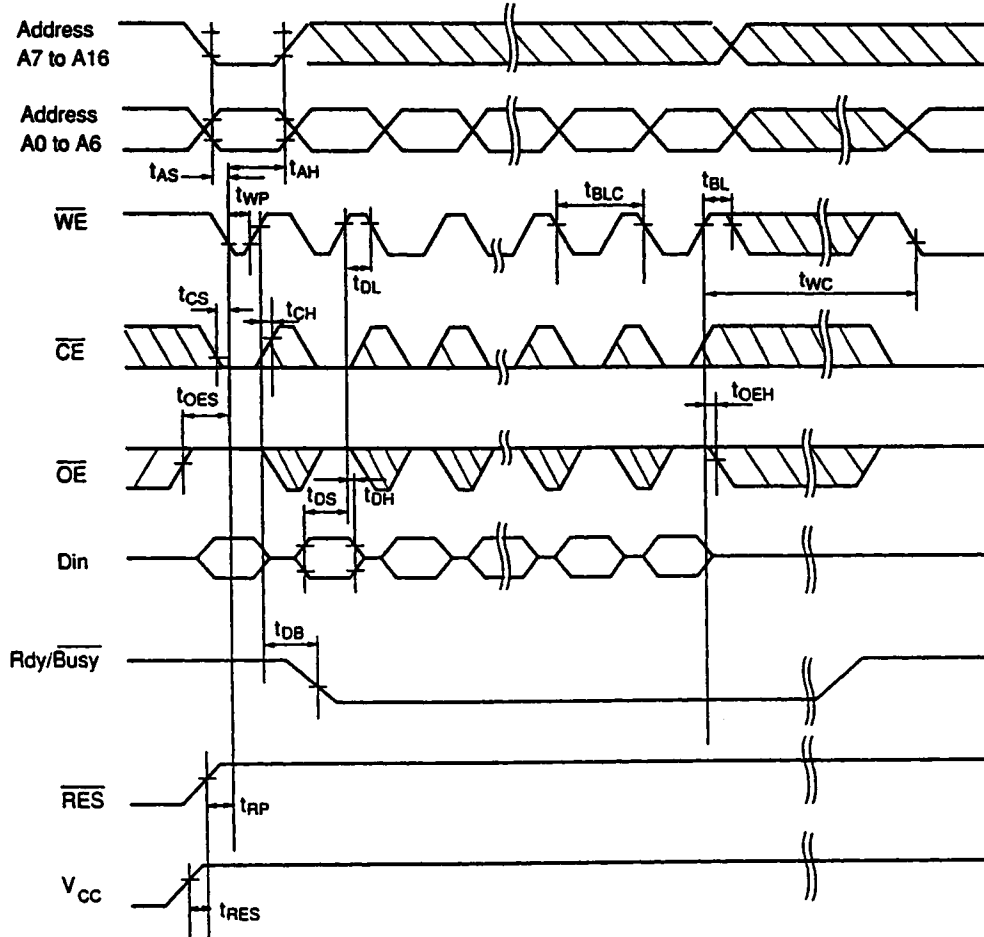 Address
A7 to A16
Address
A0 to A6
tAS
tAH
tWP
tBLC
tBL
WE
tDL
tWC
tCS
tCH
CE
tOES
tOEH
OE
tDS
tDH
Din
tDB
Rdy/Busy
RES
tRP
VCC
tRES